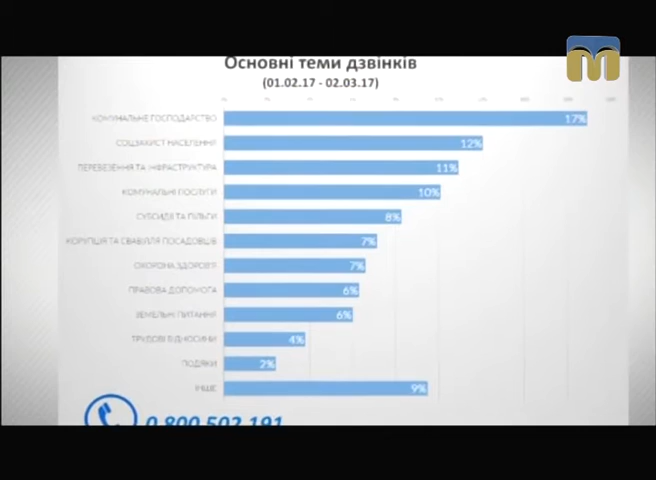 Основні теми дзвінків
(01.02.17 - 02.03.17)
КОМУНАЛЬНЕ ГОСПОДАРСТВО 17%
СОЦЗАХИСТ НАСЕЛЕННЯ 12%
ПЕРЕВЕЗЕННЯ ТА ІНФРАСТРУКТУРА 11%
КОМУНАЛЬНІ ПОСЛУГИ 10%
СУБСИДІЇ ТА ПІЛЬГИ 8%
КОРУПЦІЯ ТА СВАВІЛЛЯ ПОСАДОВЦІВ 7%
ОХОРОНА ЗДОРОВ'Я 7%
ПРАВОВА ДОПОМОГА 6%
ЗЕМЕЛЬНІ ПИТАННЯ 6%
ТРУДОВІ ВІДНОСИНИ 4%
ПОДЯКИ 2%
ІНШЕ 9%
0 800 502 191